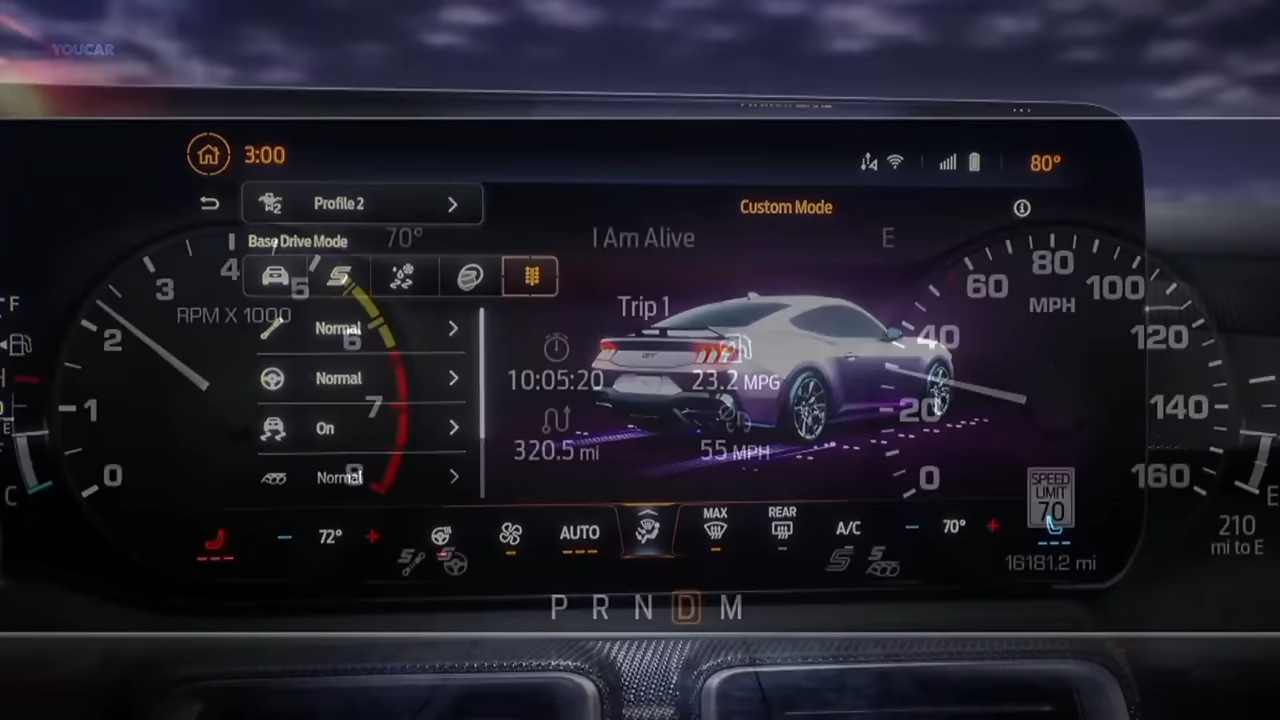 YOUCAR
3:00
80°
Profile 2
Custom Mode
Base Drive Mode
70°
I Am Alive
E
4
5
3
RPM X 1000
2
6
1
7
0
8
Normal
Normal
On
Normal
Trip 1
10:05:20
23.2 MPG
320.5 mi
55 MPH
80
60
100
MPH
40
120
20
140
0
160
F
H
E
C
SPEED
LIMIT
70
72°
AUTO
MAX
REAR
A/C
70°
16181.2 mi
E
210
mi to E
P R N D M